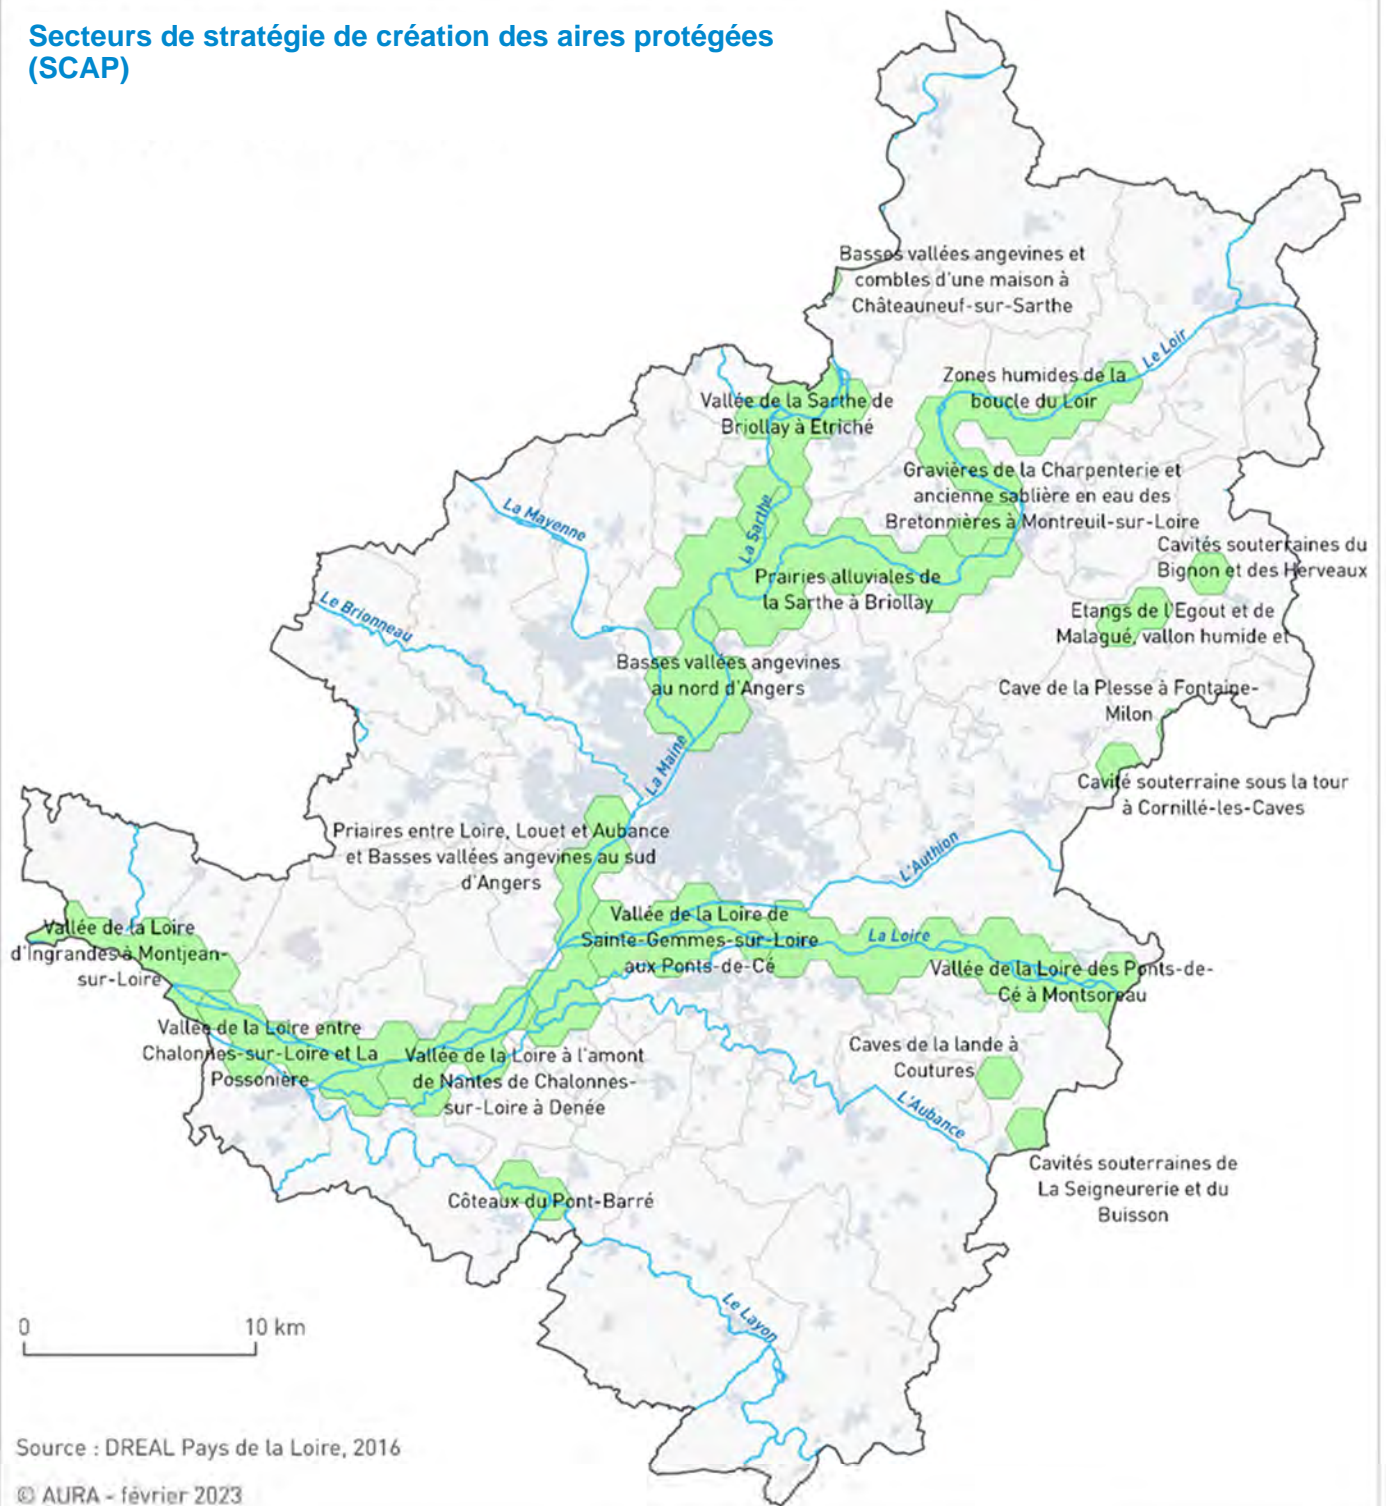 Secteurs de stratégie de création des aires protégées
(SCAP)
Basses vallées angevines et
combles d'une maison à
Châteauneuf-sur-Sarthe
Le Loir
Zones humides de la
boucle du Loir
Vallée de la Sarthe de
Briollay à Etriché
Gravières de la Charpenterie et
ancienne sablière en eau des
Bretonnières à Montreuil-sur-Loire
La Mayenne
La Sarthe
Cavités souterraines du
Bignon et des Herveaux
Prairies alluviales de
la Sarthe à Briollay
Le Brionneau
Etangs de l'Egout et de
Malagué, vallon humide et
Basses vallées angevines
au nord d'Angers
Cave de la Plesse à Fontaine-
Milon
La Maine
Cavité souterraine sous la tour
à Cornillé-les-Caves
Priaires entre Loire, Louet et Aubance
et Basses vallées angevines au sud
d'Angers
L'Authion
Vallée de la Loire
d'Ingrandes à Montjean-
sur-Loire
Vallée de la Loire de
Sainte-Gemmes-sur-Loire
aux Ponts-de-Cé
La Loire
Vallée de la Loire des Ponts-de-
Cé à Montsoreau
Vallée de la Loire entre
Chalonnes-sur-Loire et La
Possonière
Vallée de la Loire à l'amont
de Nantes de Chalonnes-
sur-Loire à Denée
Caves de la lande à
Coutures
L'Aubance
Cavités souterraines de
La Seigneurerie et du
Buisson
Côteaux du Pont-Barré
Le Layon
0 10 km
Source : DREAL Pays de la Loire, 2016
© AURA - février 2023